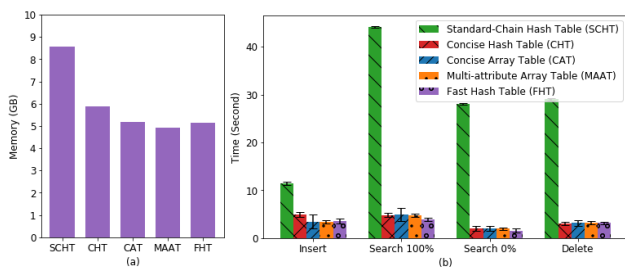 10
9
8
7
6
5
4
3
2
1
0
Memory (GB)
SCHT CHT CAT MAAT FHT
(a)
40
30
20
10
0
Time (Second)
Standard-Chain Hash Table (SCHT)
Concise Hash Table (CHT)
Concise Array Table (CAT)
Multi-attribute Array Table (MAAT)
Fast Hash Table (FHT)
Insert Search 100% Search 0% Delete
(b)